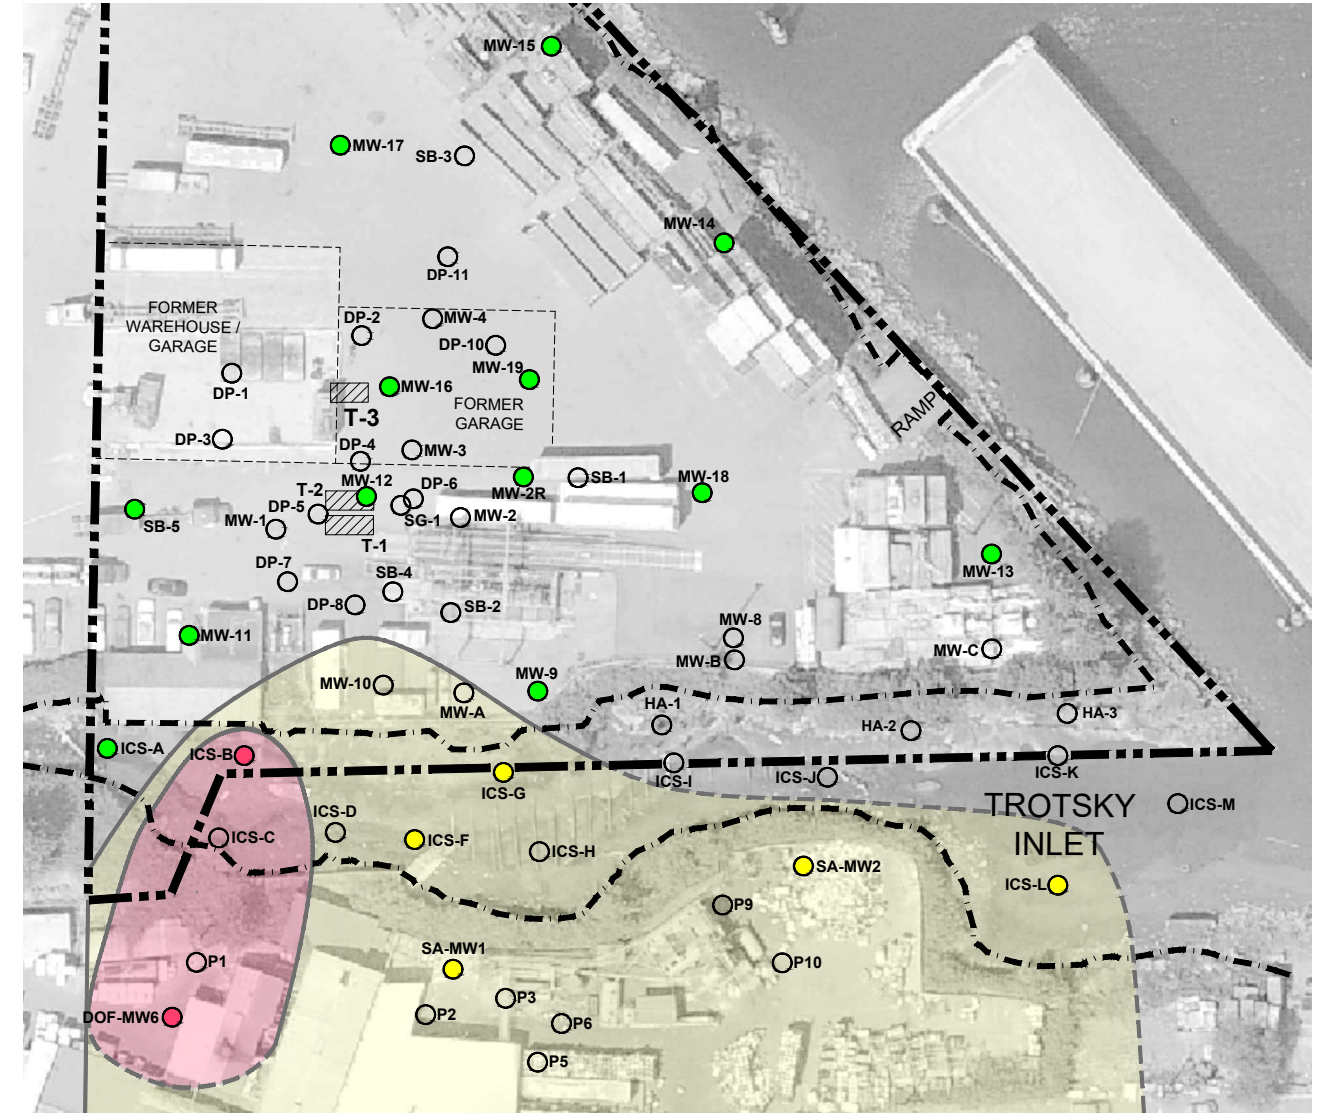 MW-15
MW-17
SB-3
MW-14
DP-11
FORMER
WAREHOUSE /
GARAGE
DP-2
MW-4
DP-10
MW-19
DP-1
MW-16
T-3
FORMER
GARAGE
RAMP
DP-3
DP-4
MW-3
MW-12
T-2
DP-5
DP-6
SG-1
MW-2R
SB-1
MW-18
SB-5
MW-1
MW-2
T-1
DP-7
SB-4
DP-8
SB-2
MW-13
MW-11
MW-8
MW-B
MW-C
MW-10
MW-A
MW-9
HA-1
HA-2
HA-3
ICS-A
ICS-B
ICS-G
ICS-I
ICS-J
ICS-K
TROTSKY
INLET
ICS-M
ICS-C
ICS-D
ICS-F
ICS-H
SA-MW2
ICS-L
P9
SA-MW1
P1
P10
DOF-MW6
P2
P3
P6
P5